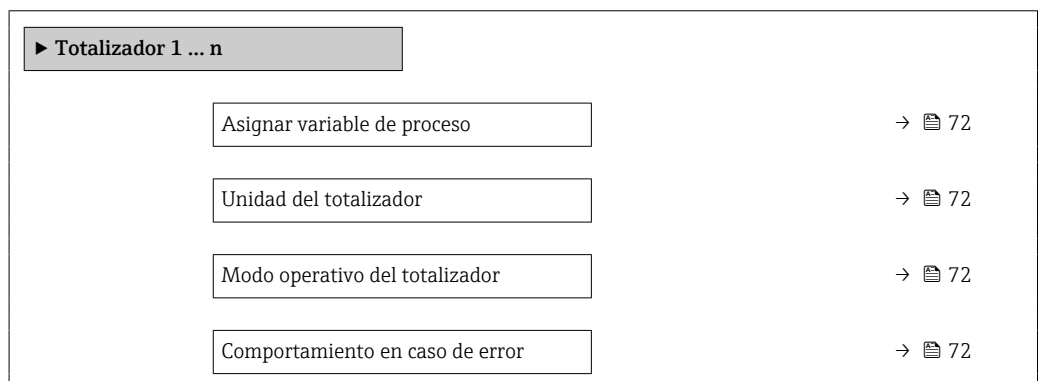 ▶ Totalizador 1 ... n
Asignar variable de proceso → 72
Unidad del totalizador → 72
Modo operativo del totalizador → 72
Comportamiento en caso de error → 72